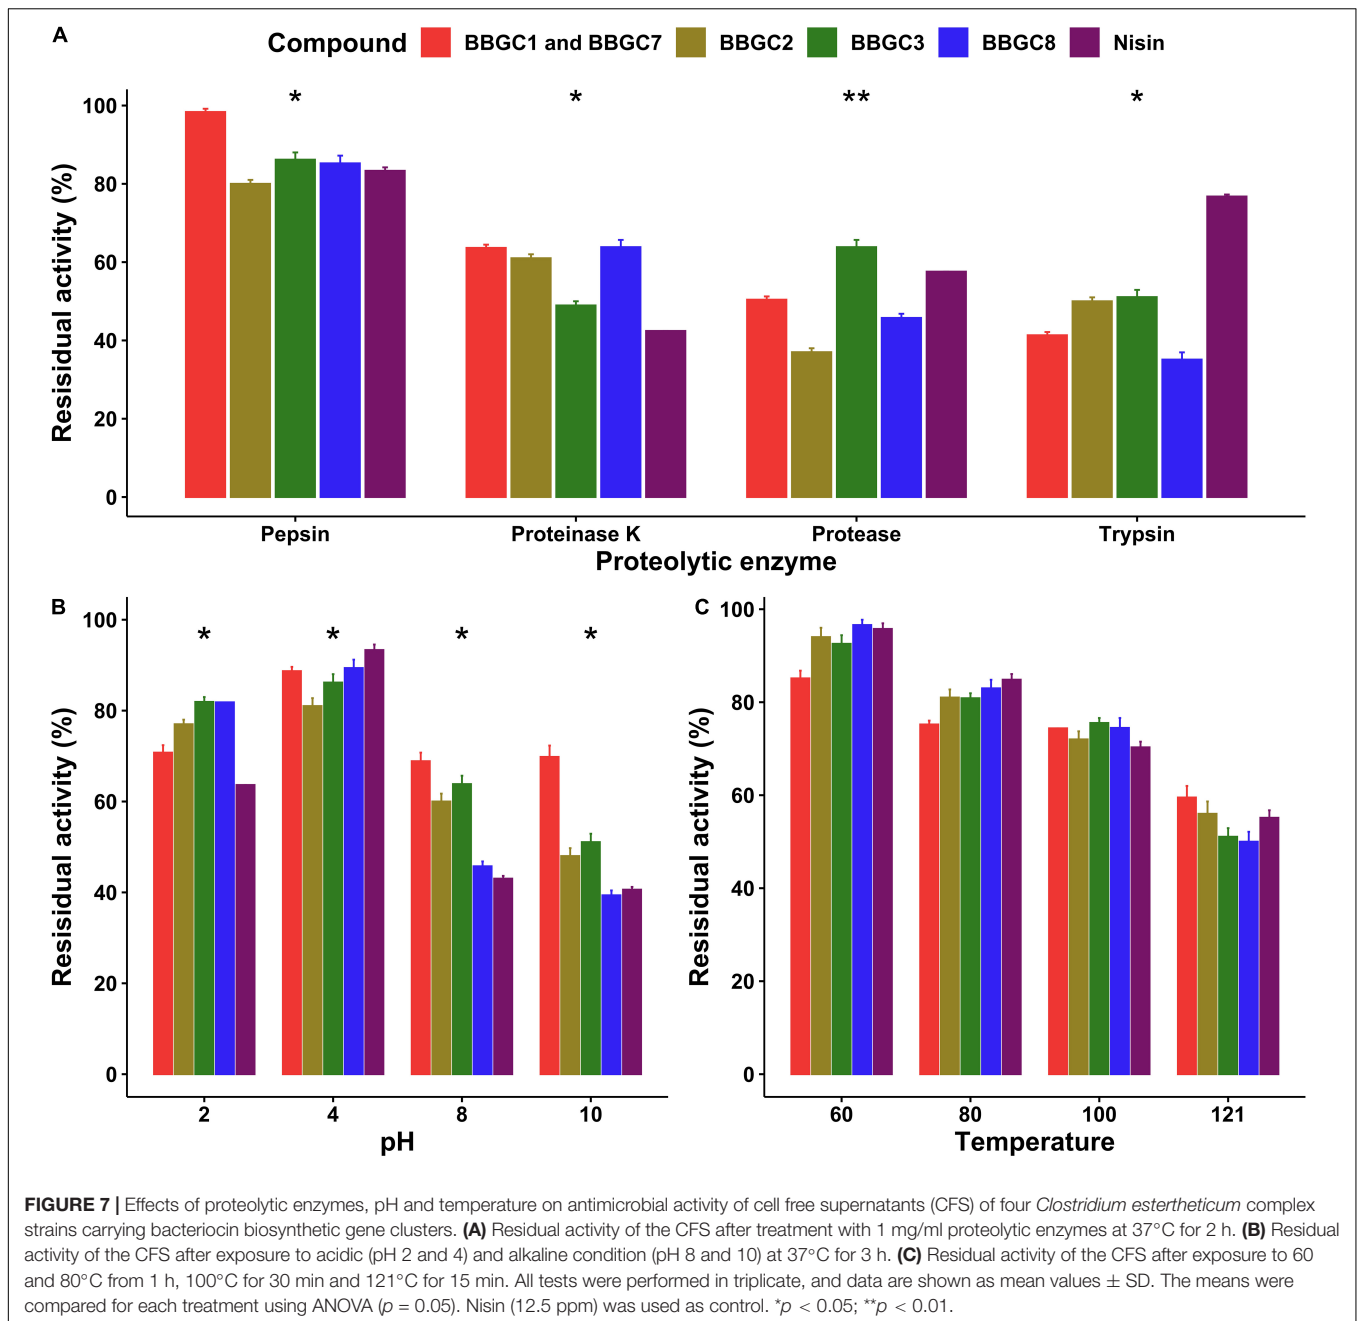 A
Compound BBGC1 and BBGC7 BBGC2 BBGC3 BBGC8 Nisin
Resisidual activity (%)
100
80
60
40
20
0
* * ** *
Pepsin Proteinase K Protease Trypsin
Proteolytic enzyme
B
Resisidual activity (%)
100
80
60
40
20
0
* * * *
2 4 8 10
pH
C
Resisidual activity (%)
100
80
60
40
20
0
60 80 100 121
Temperature
FIGURE 7 | Effects of proteolytic enzymes, pH and temperature on antimicrobial activity of cell free supernatants (CFS) of four Clostridium estertheticum complex
strains carrying bacteriocin biosynthetic gene clusters. (A) Residual activity of the CFS after treatment with 1 mg/ml proteolytic enzymes at 37°C for 2 h. (B) Residual
activity of the CFS after exposure to acidic (pH 2 and 4) and alkaline condition (pH 8 and 10) at 37°C for 3 h. (C) Residual activity of the CFS after exposure to 60
and 80°C from 1 h, 100°C for 30 min and 121°C for 15 min. All tests were performed in triplicate, and data are shown as mean values ± SD. The means were
compared for each treatment using ANOVA (p = 0.05). Nisin (12.5 ppm) was used as control. *p < 0.05; **p < 0.01.